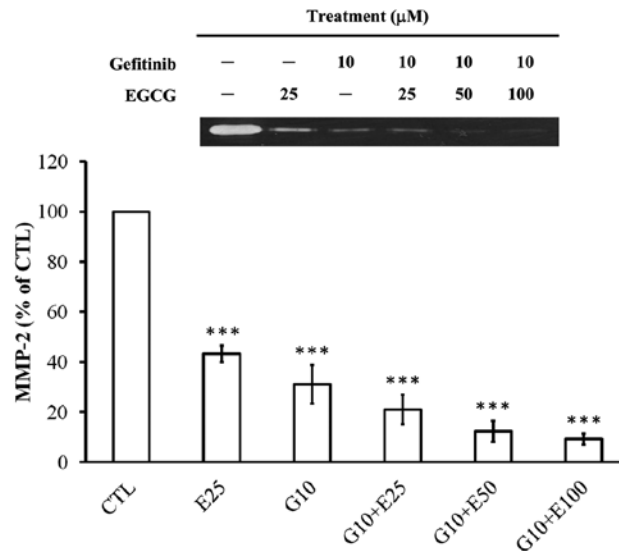 Treatment (μM)
Gefitinib – – 10 10 10 10
EGCG – 25 – 25 50 100
MMP-2 (% of CTL)
120
100
80
60
40
20
0
***
***
***
***
***
CTL
E25
G10
G10+E25
G10+E50
G10+E100